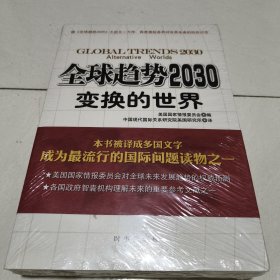 GLOBAL TRENDS 2030
Alternative Worlds
全球趋势2030
变换的世界
美国国家情报委员会 编
中国现代国际关系研究院美国研究所 译
本书被译成多国文字
成为最流行的国际问题读物之一
美国国家情报委员会对全球未来发展趋势的权威预测
各国政府智囊机构理解未来的重要参考文献之一